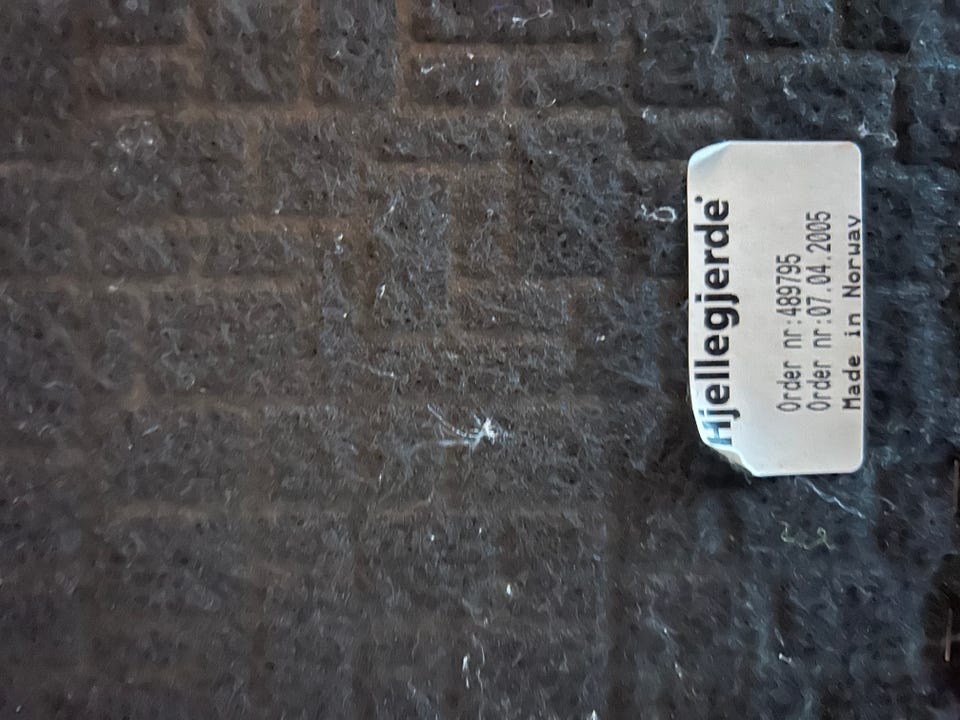 Hjellegjerde
Order nr:489795
Order nr:07.04.2005
Made in Norway